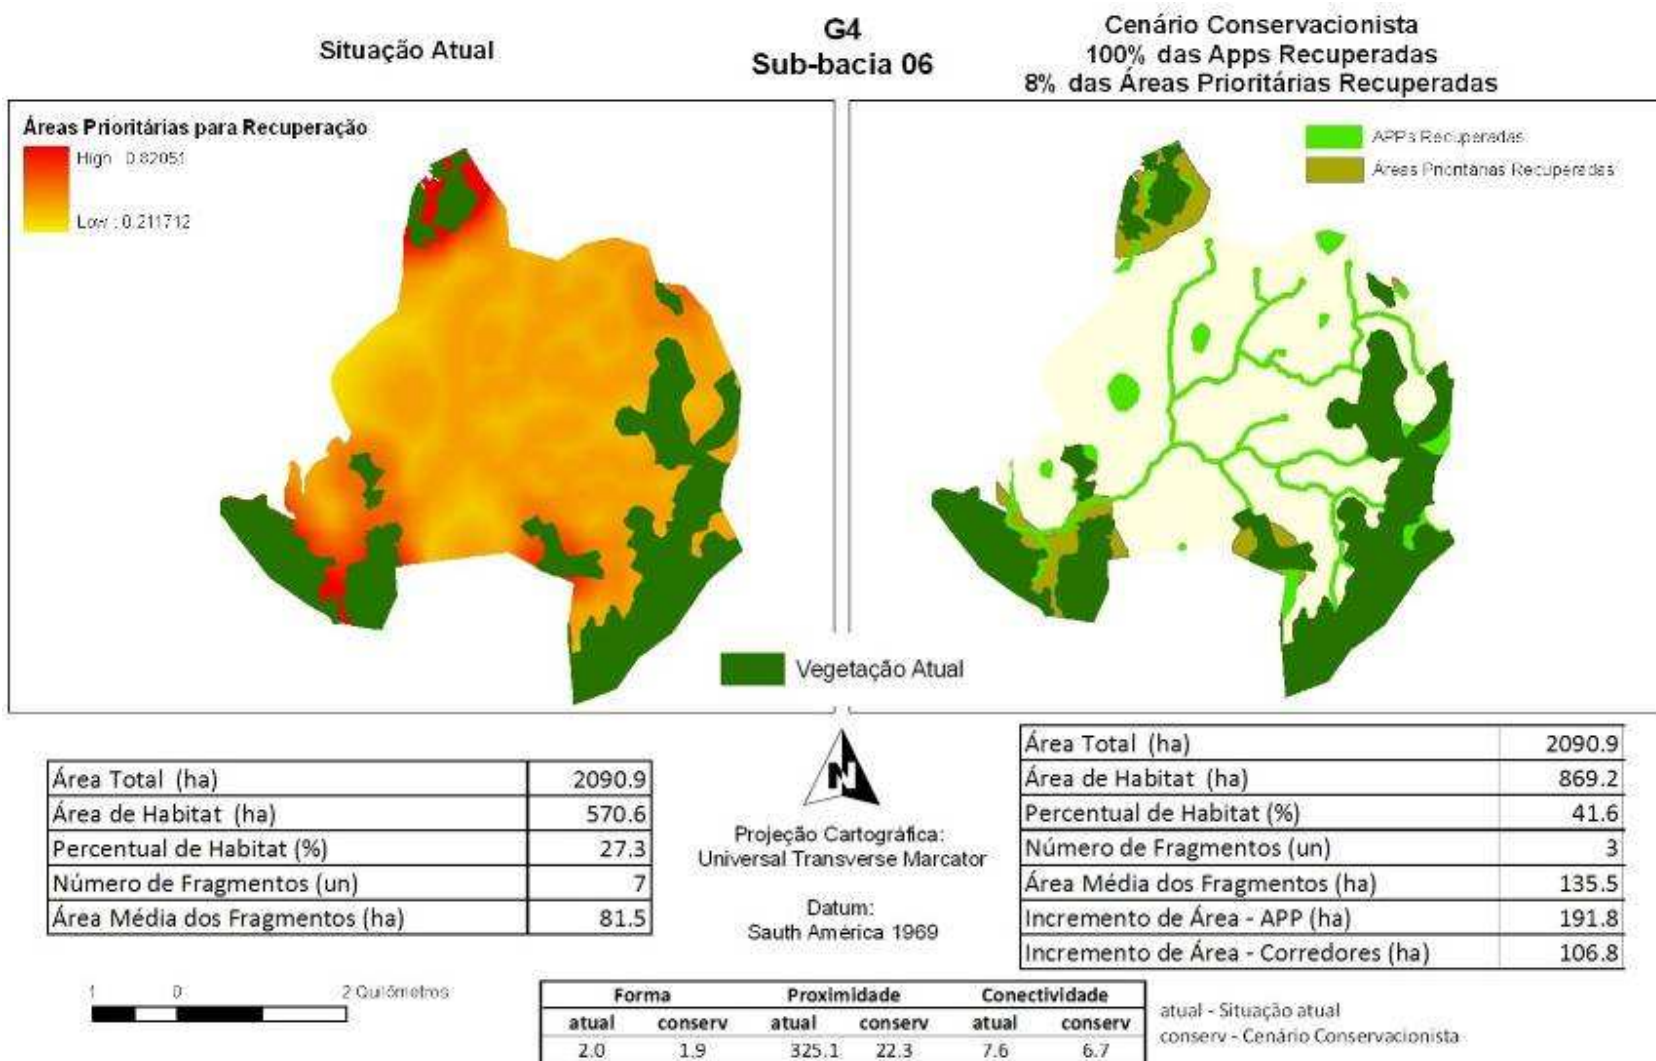 Situação Atual
G4
Sub-bacia 06
Cenário Conservacionista
100% das Apps Recuperadas
8% das Áreas Prioritárias Recuperadas
Áreas Prioritárias para Recuperação
High : 0.82051
Low : 0.211712
APPs Recuperadas
Áreas Prioritárias Recuperadas
Vegetação Atual
Área Total (ha) 2090.9
Área de Habitat (ha) 570.6
Percentual de Habitat (%) 27.3
Número de Fragmentos (un) 7
Área Média dos Fragmentos (ha) 81.5
N
Projeção Cartográfica:
Universal Transverse Marcator
Datum:
Sauth America 1969
Área Total (ha) 2090.9
Área de Habitat (ha) 869.2
Percentual de Habitat (%) 41.6
Número de Fragmentos (un) 3
Área Média dos Fragmentos (ha) 135.5
Incremento de Área - APP (ha) 191.8
Incremento de Área - Corredores (ha) 106.8
1 0 2 Quilômetros
Forma Proximidade Conectividade
atual conserv atual conserv atual conserv
2.0 1.9 325.1 22.3 7.6 6.7
atual - Situação atual
conserv - Cenário Conservacionista